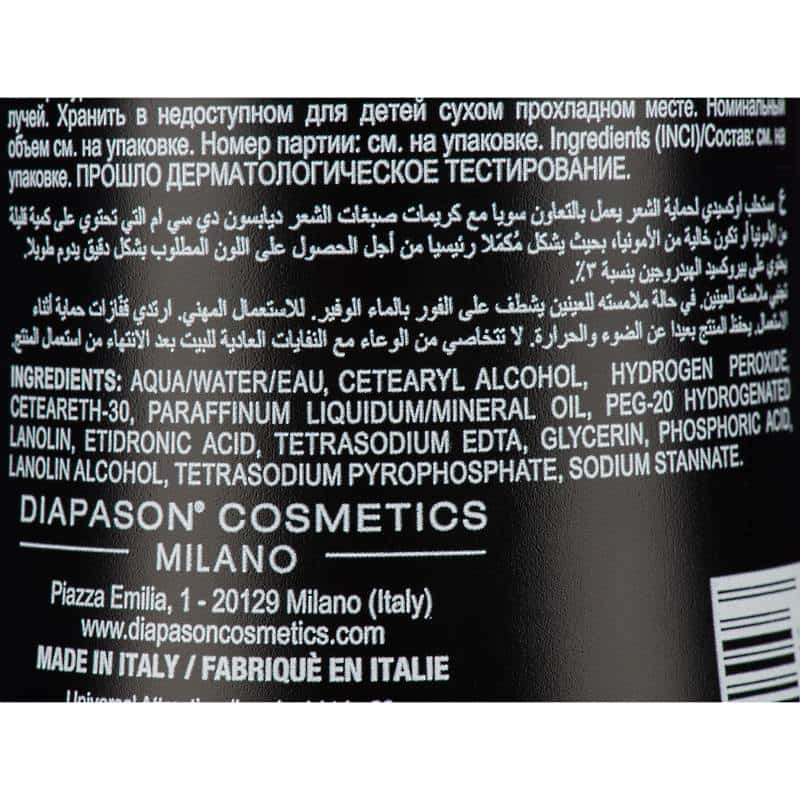 лучей. Хранить в недоступном для детей сухом прохладном месте. Номинальный
объем см. на упаковке. Номер партии: см. на упаковке. Ingredients (INCI)/Состав: см. на
упаковке. ПРОШЛО ДЕРМАТОЛОГИЧЕСКОЕ ТЕСТИРОВАНИЕ.
ع مستحلب أوكسيدي لحماية الشعر يعمل بالتعاون سويا مع كريمات صبغات الشعر ديابسون دي سي ام التي تحتوي على كمية قليلة
من الأمونيا أو تكون خالية من الأمونياء بحيث يشكل مُكمّلا رئيسيا من أجل الحصول على اللون المطلوب بشكل دقيق يدوم طويلا.
يحتوي على بيروكسيد الهيدروجين بنسبة ٣٪.
تجنبي ملامسته للعينين. في حالة ملامسته للعينين يشطف على الفور بالماء الوفير. للاستعمال المهني. ارتدي قفّازات حماية أثناء
الاستعمال. يحفظ المنتج بعيدا عن الضوء والحرارة. لا تتخاصي من الوعاء مع النفايات العادية للبيت بعد الانتهاء من استعمال المنتج.
INGREDIENTS: AQUA/WATER/EAU, CETEARYL ALCOHOL, HYDROGEN PEROXIDE,
CETEARETH-30, PARAFFINUM LIQUIDUM/MINERAL OIL, PEG-20 HYDROGENATED
LANOLIN, ETIDRONIC ACID, TETRASODIUM EDTA, GLYCERIN, PHOSPHORIC ACID,
LANOLIN ALCOHOL, TETRASODIUM PYROPHOSPHATE, SODIUM STANNATE.
DIAPASON® COSMETICS
MILANO
Piazza Emilia, 1 - 20129 Milano (Italy)
www.diapasoncosmetics.com
MADE IN ITALY / FABRIQUÈ EN ITALIE